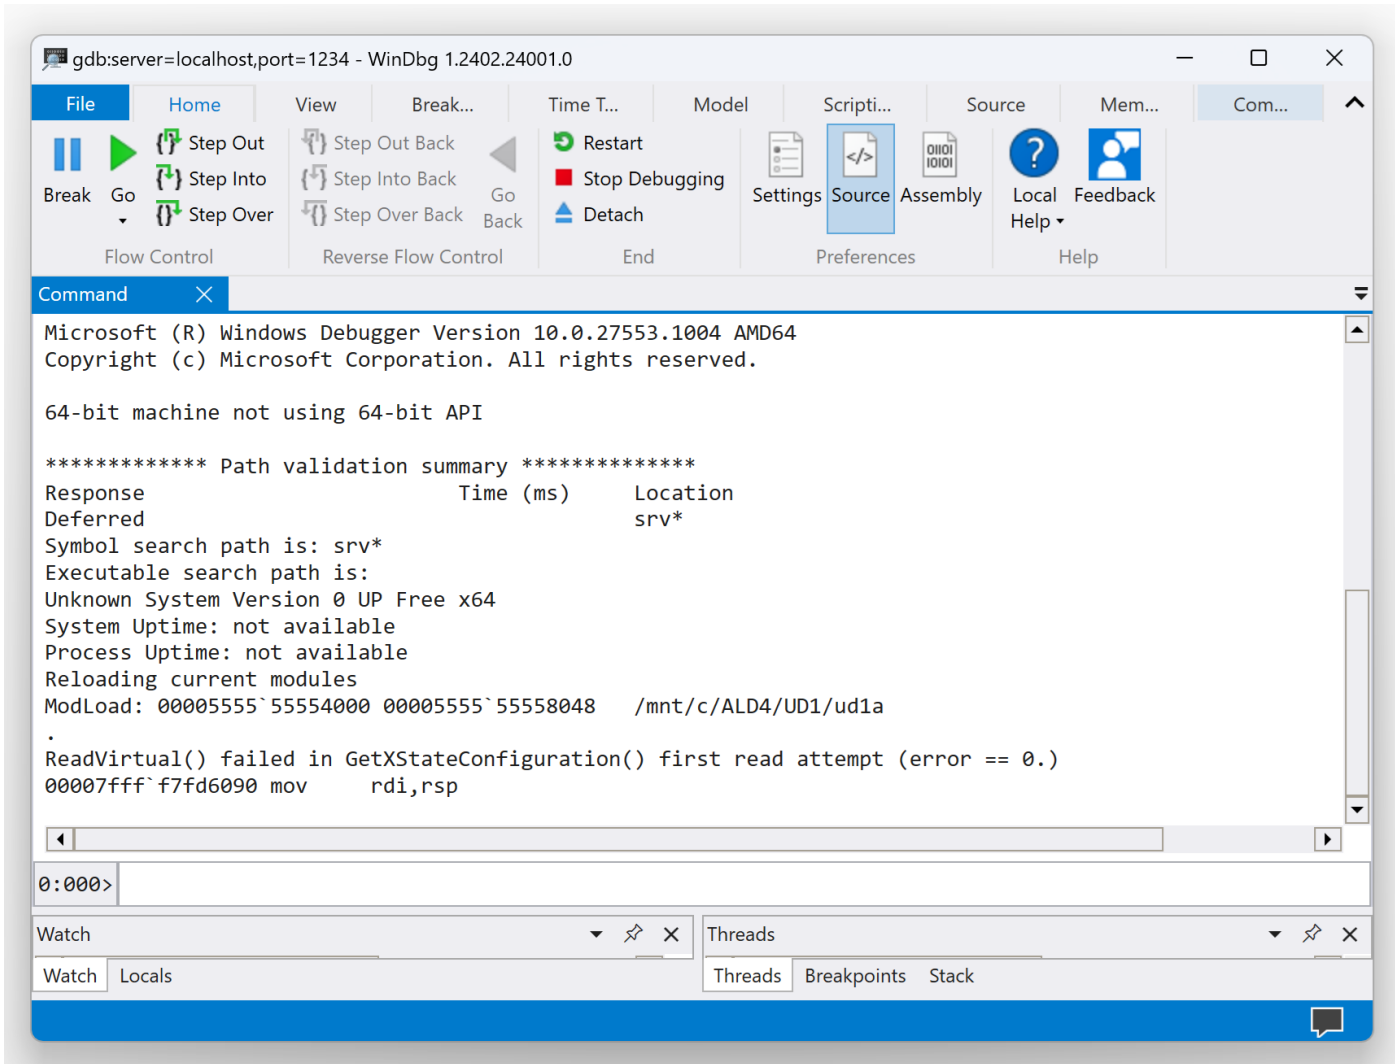 gdb:server=localhost,port=1234 - WinDbg 1.2402.24001.0
File Home View Break... Time T... Model Scripti... Source Mem... Com...
Break
Go
Step Out
Step Into
Step Over
Flow Control
Step Out Back
Step Into Back
Step Over Back
Go Back
Reverse Flow Control
Restart
Stop Debugging
Detach
End
Settings Source Assembly
Preferences
Local Help
Feedback
Help
Command
Microsoft (R) Windows Debugger Version 10.0.27553.1004 AMD64
Copyright (c) Microsoft Corporation. All rights reserved.
64-bit machine not using 64-bit API
************* Path validation summary **************
Response                         Time (ms)     Location
Deferred                                       srv*
Symbol search path is: srv*
Executable search path is:
Unknown System Version 0 UP Free x64
System Uptime: not available
Process Uptime: not available
Reloading current modules
ModLoad: 00005555`55554000 00005555`55558048   /mnt/c/ALD4/UD1/ud1a
.
ReadVirtual() failed in GetXStateConfiguration() first read attempt (error == 0.)
00007fff`f7fd6090 mov     rdi,rsp
0:000>
Watch
Watch Locals
Threads
Threads Breakpoints Stack